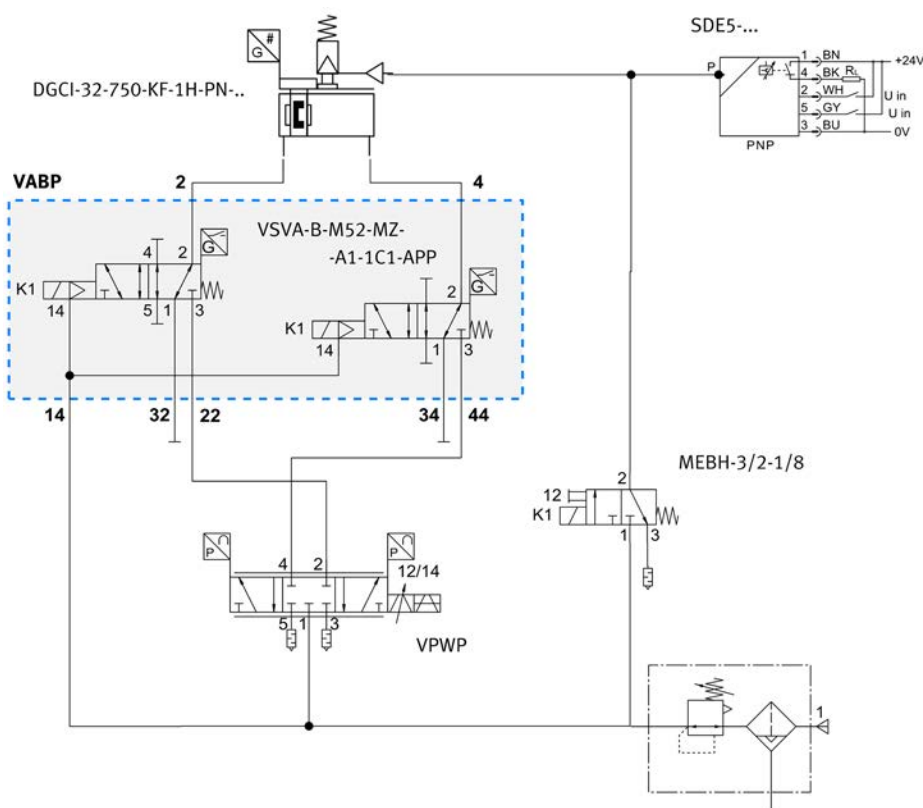 SDE5-...
#
G
DGCI-32-750-KF-1H-PN-..
P
1 BN +24V
4 BK RL
2 WH U in
5 GY U in
3 BU 0V
PNP
VABP 2 4
VSVA-B-M52-MZ-
-A1-1C1-APP
4 2 G
K1
14 5 1 3
2 G
K1
14 1 3
14 32 22 34 44
MEBH-3/2-1/8
2
12
K1
1 3
P P
4 2 12/14
5 1 3
VPWP
1